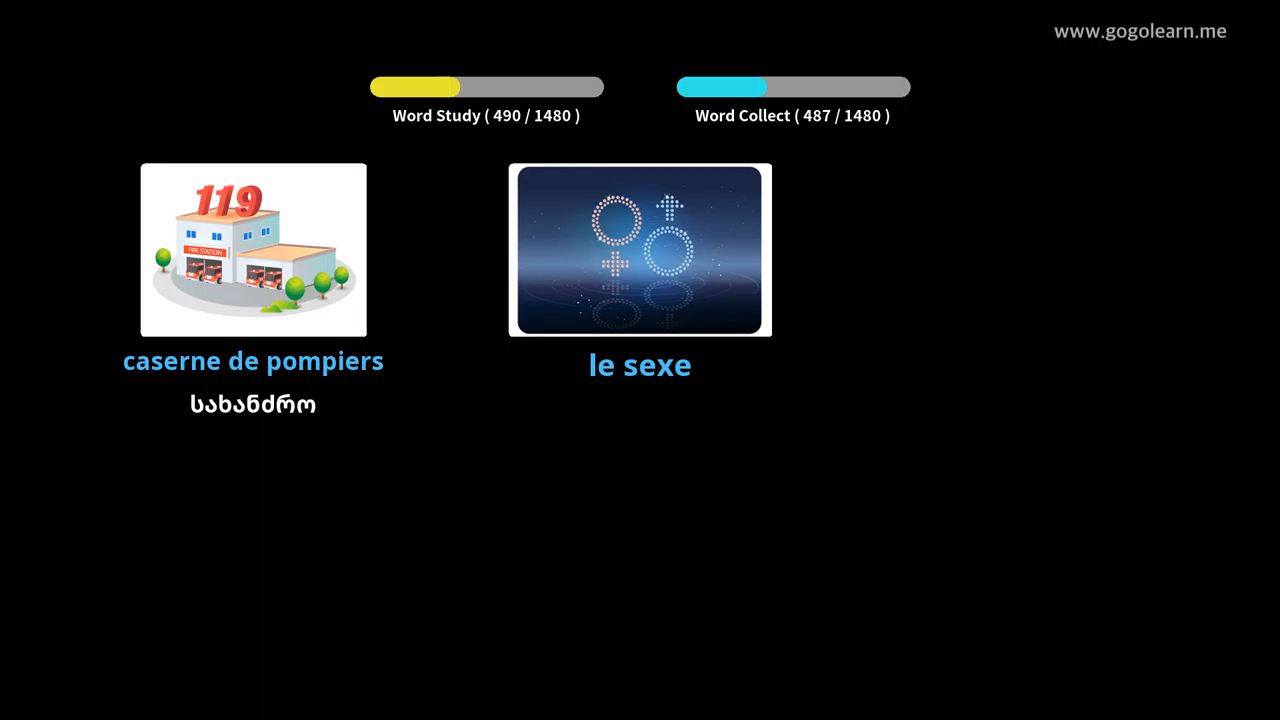 www.gogolearn.me
Word Study ( 490 / 1480 )
Word Collect ( 487 / 1480 )
119
FIRE STATION
caserne de pompiers
le sexe
სახანძრო